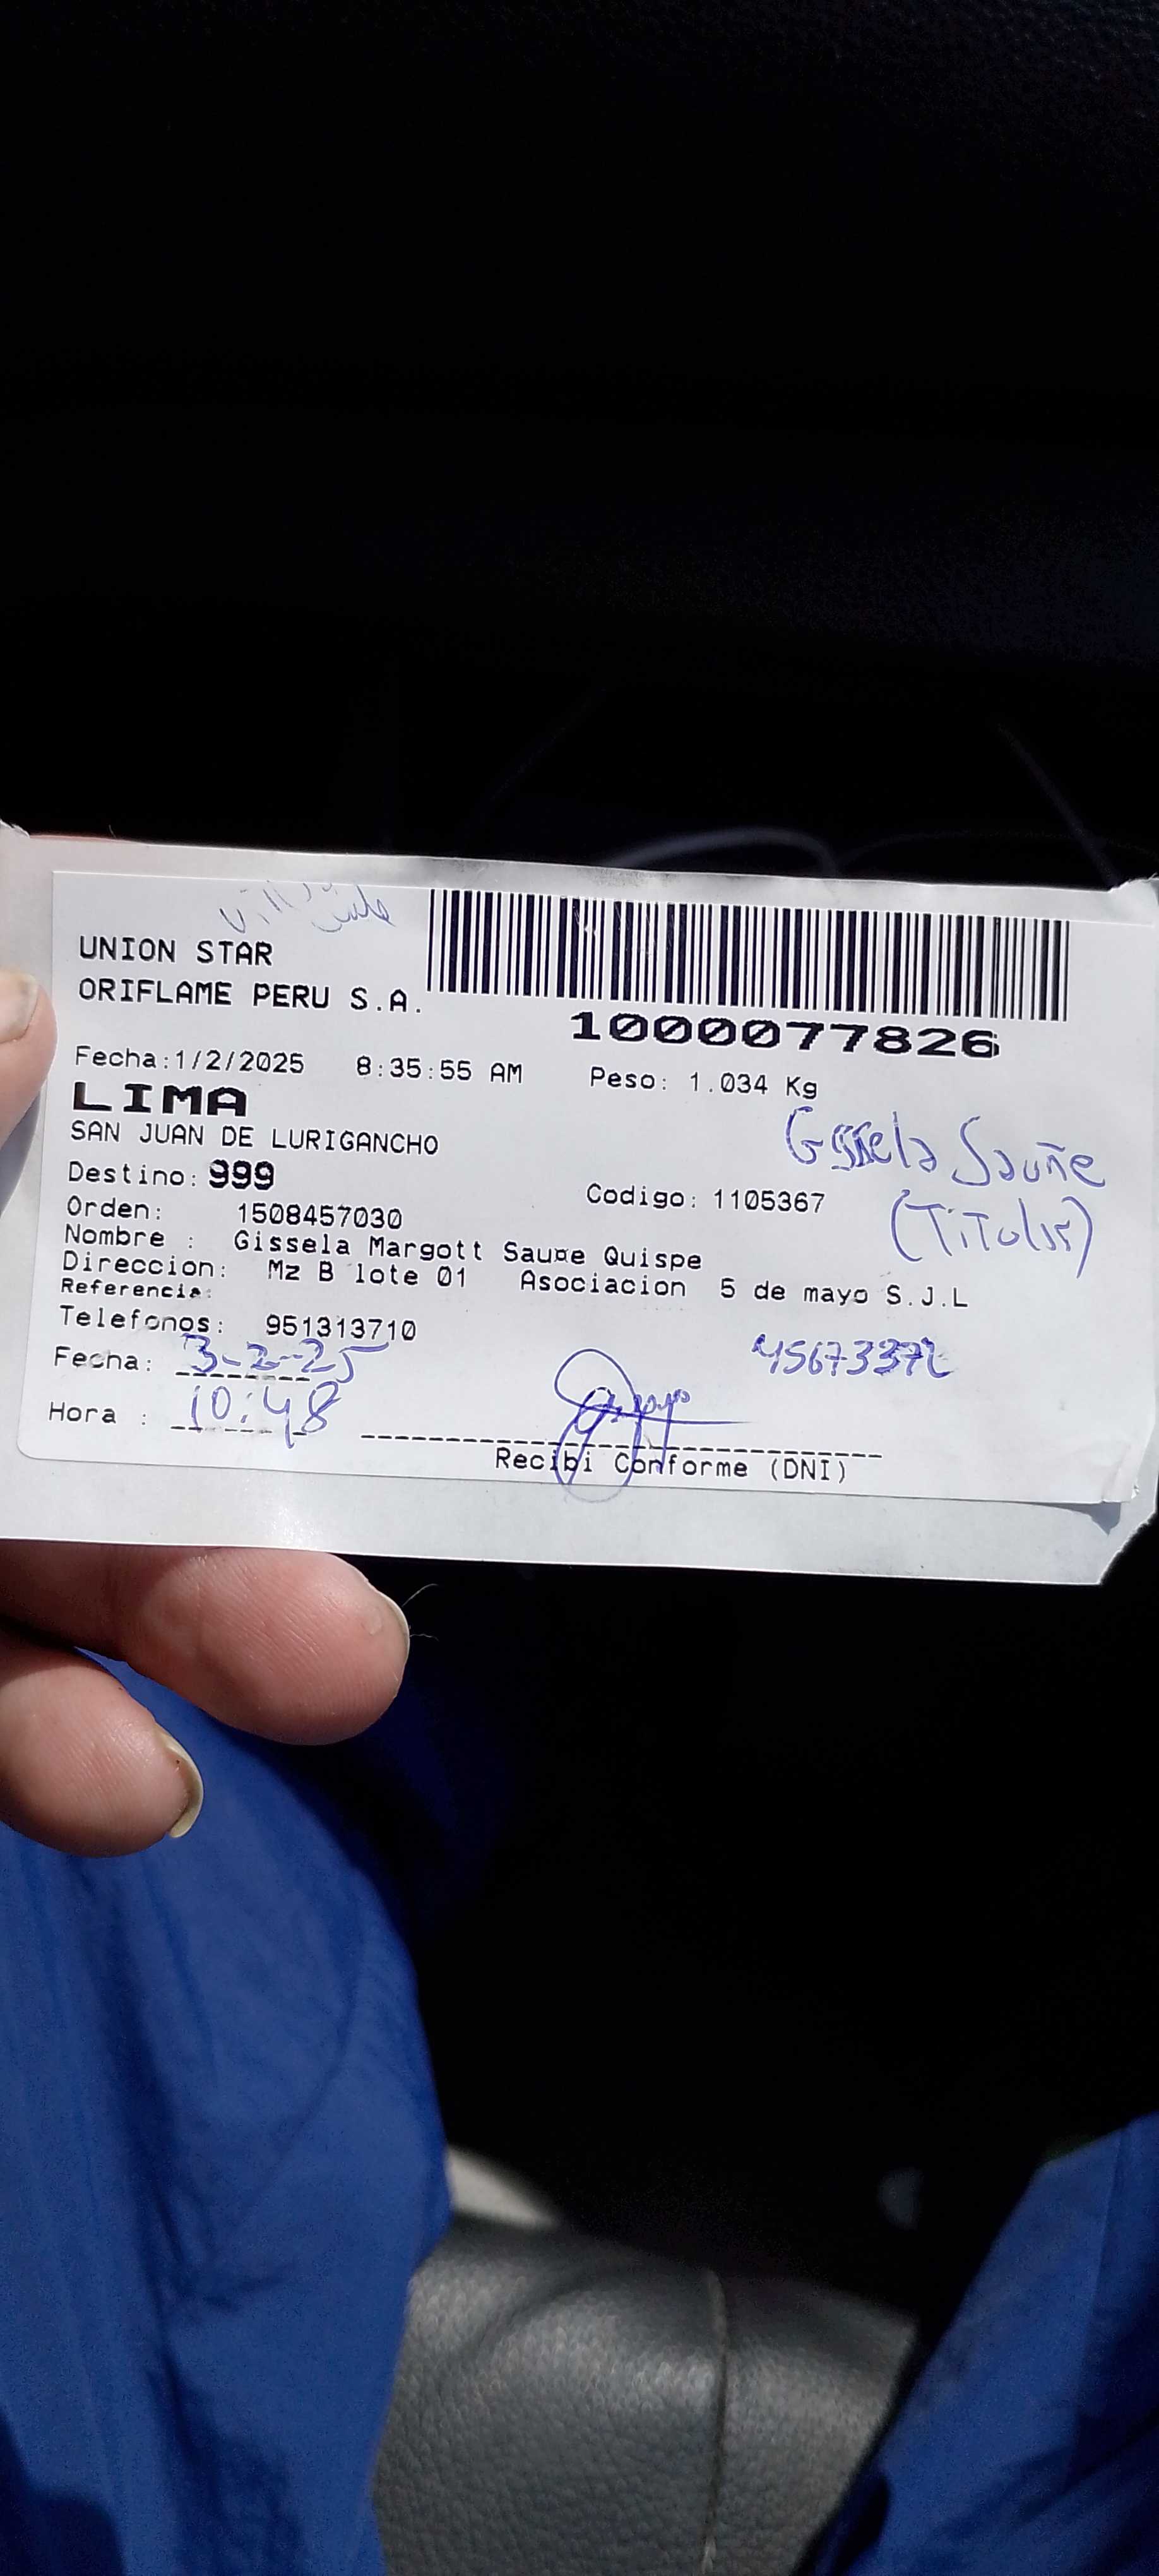 UNION STAR
ORIFLAME PERU S.A.
1000077826
Fecha:1/2/2025 8:35:55 AM Peso: 1.034 Kg
LIMA
SAN JUAN DE LURIGANCHO
Gissela Sauñe
(Titular)
Destino: 999
Codigo: 1105367
Orden: 1508457030
Nombre : Gissela Margott Sauxe Quispe
Direccion: Mz B lote 01 Asociacion 5 de mayo S.J.L
Referencia:
Telefonos: 951313710
Fecha: 3-2-25
45673372
Hora : 10:48
Recibi Conforme (DNI)